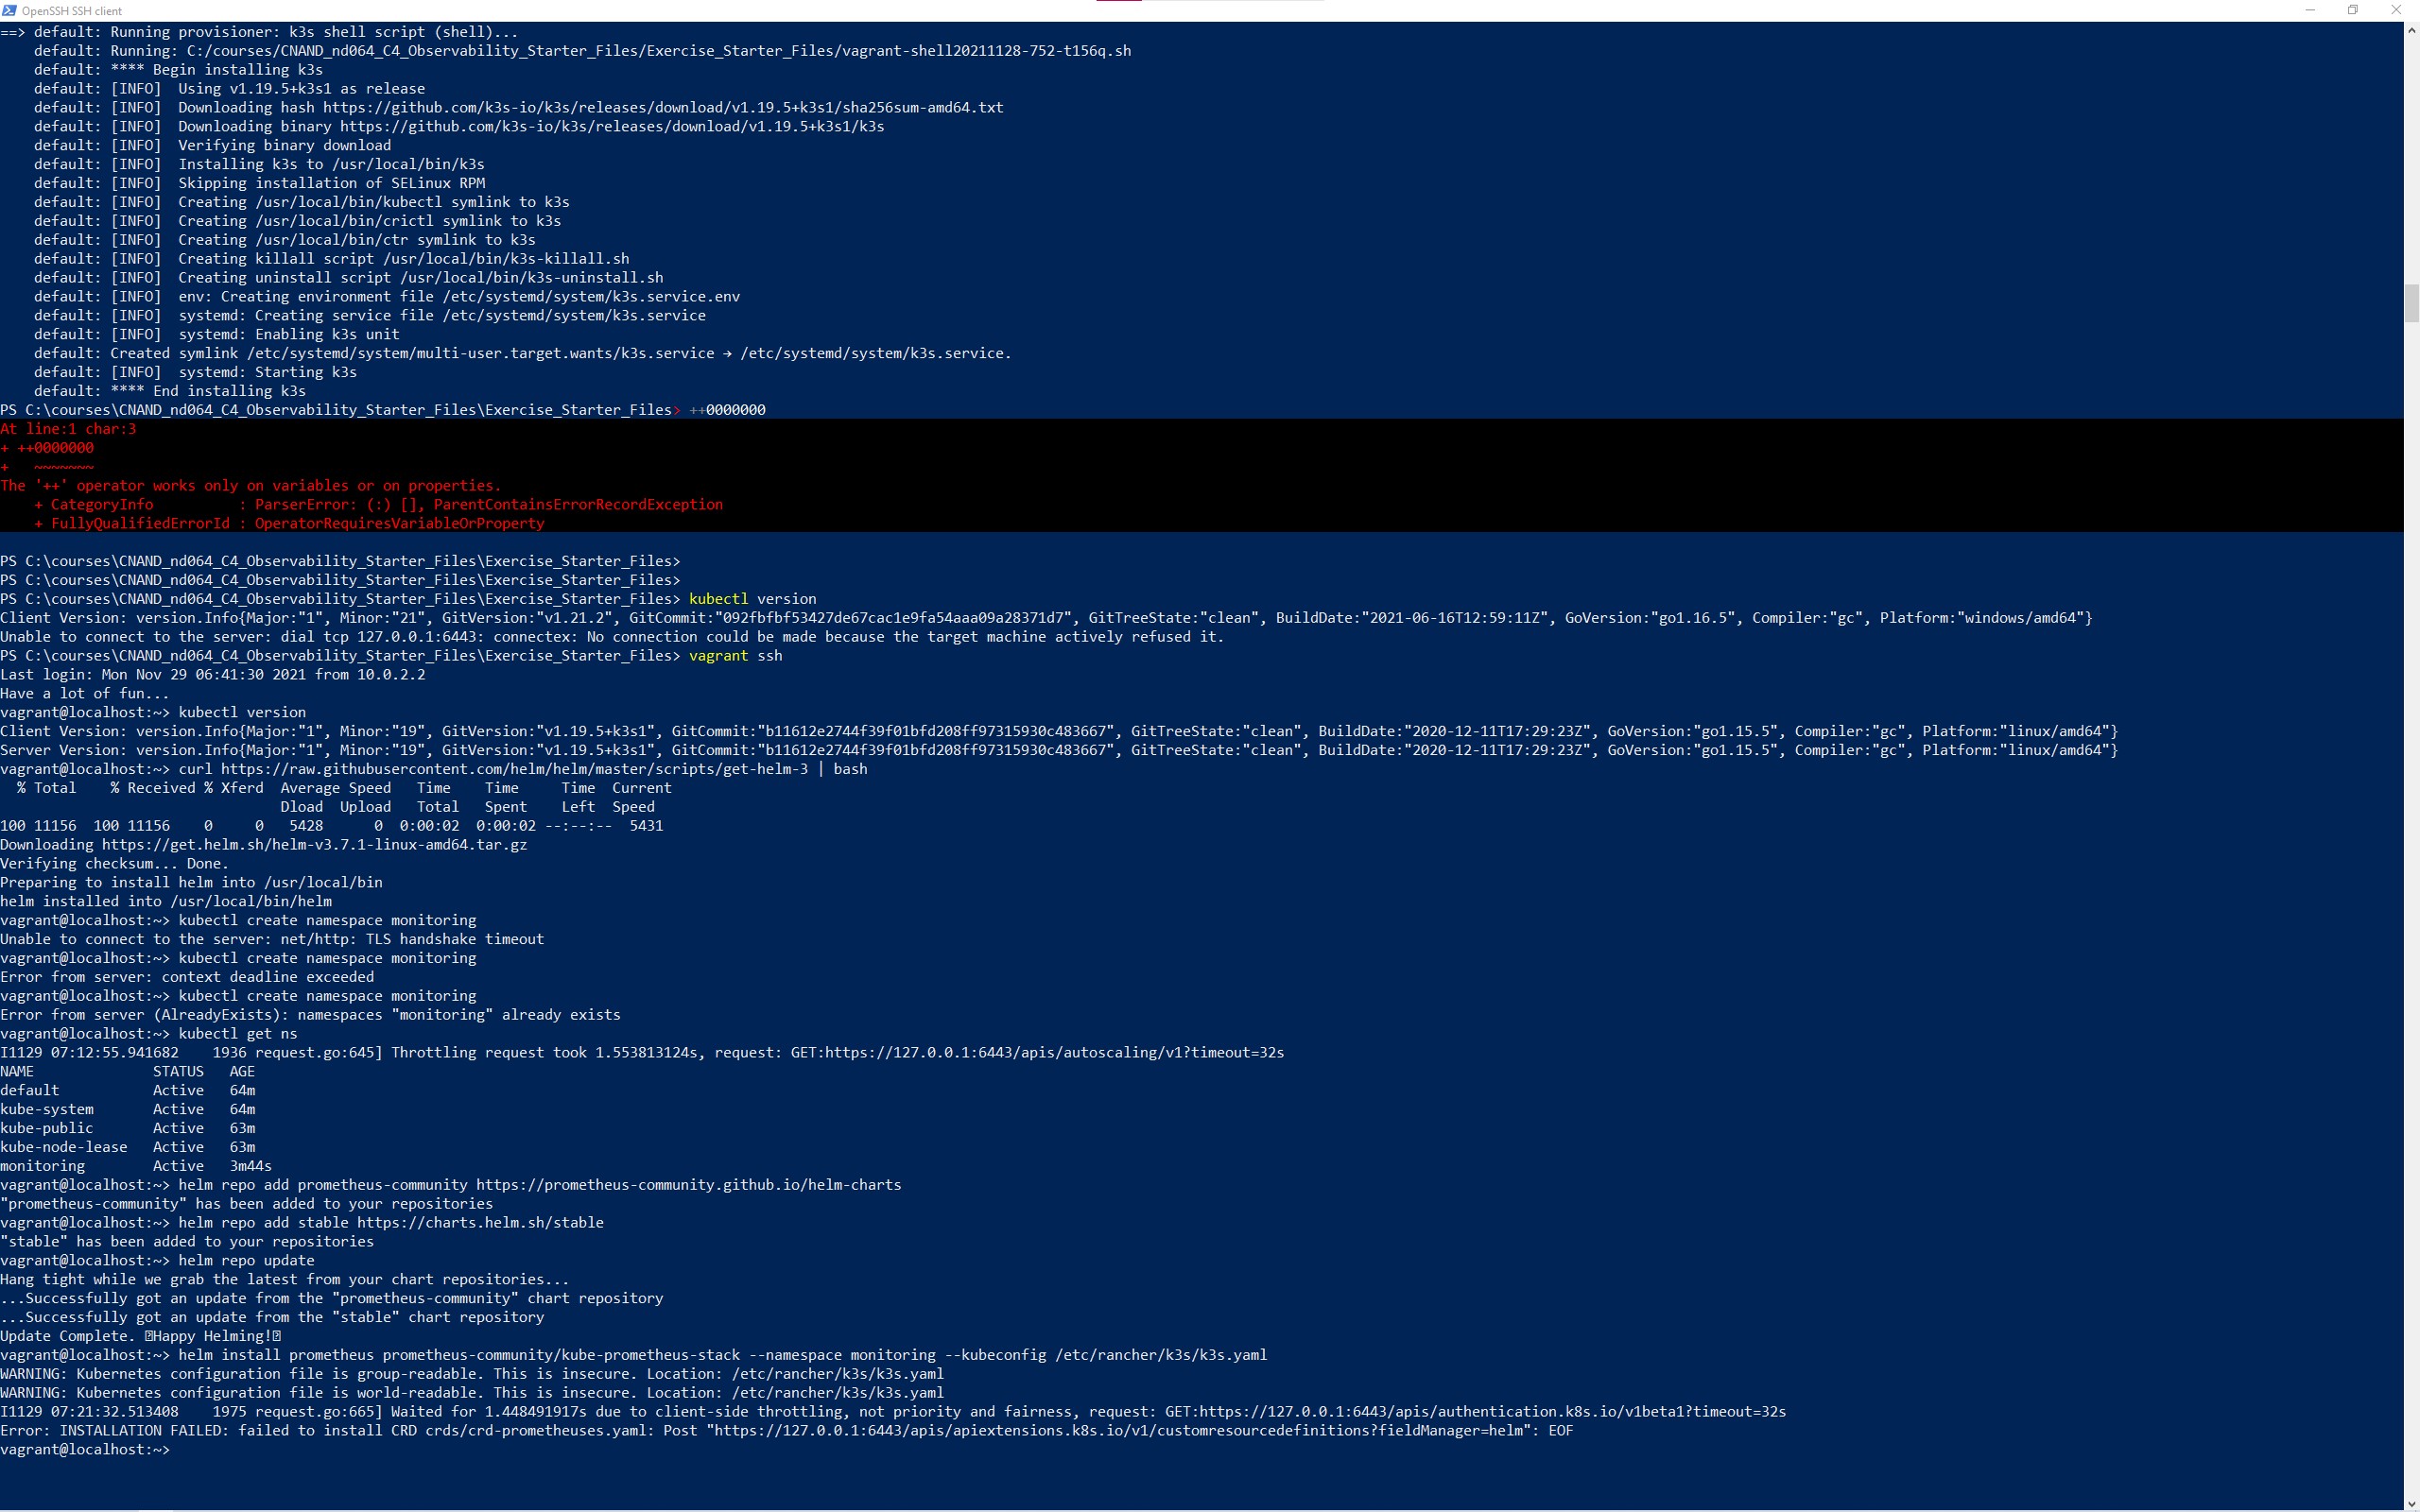 OpenSSH SSH client
==> default: Running provisioner: k3s shell script (shell)...
    default: Running: C:/courses/CNAND_nd064_C4_Observability_Starter_Files/Exercise_Starter_Files/vagrant-shell20211128-752-t156q.sh
    default: **** Begin installing k3s
    default: [INFO]  Using v1.19.5+k3s1 as release
    default: [INFO]  Downloading hash https://github.com/k3s-io/k3s/releases/download/v1.19.5+k3s1/sha256sum-amd64.txt
    default: [INFO]  Downloading binary https://github.com/k3s-io/k3s/releases/download/v1.19.5+k3s1/k3s
    default: [INFO]  Verifying binary download
    default: [INFO]  Installing k3s to /usr/local/bin/k3s
    default: [INFO]  Skipping installation of SELinux RPM
    default: [INFO]  Creating /usr/local/bin/kubectl symlink to k3s
    default: [INFO]  Creating /usr/local/bin/crictl symlink to k3s
    default: [INFO]  Creating /usr/local/bin/ctr symlink to k3s
    default: [INFO]  Creating killall script /usr/local/bin/k3s-killall.sh
    default: [INFO]  Creating uninstall script /usr/local/bin/k3s-uninstall.sh
    default: [INFO]  env: Creating environment file /etc/systemd/system/k3s.service.env
    default: [INFO]  systemd: Creating service file /etc/systemd/system/k3s.service
    default: [INFO]  systemd: Enabling k3s unit
    default: Created symlink /etc/systemd/system/multi-user.target.wants/k3s.service → /etc/systemd/system/k3s.service.
    default: [INFO]  systemd: Starting k3s
    default: **** End installing k3s
PS C:\courses\CNAND_nd064_C4_Observability_Starter_Files\Exercise_Starter_Files> ++0000000
At line:1 char:3
+ ++0000000
+   ~~~~~~~
The '++' operator works only on variables or on properties.
    + CategoryInfo          : ParserError: (:) [], ParentContainsErrorRecordException
    + FullyQualifiedErrorId : OperatorRequiresVariableOrProperty
PS C:\courses\CNAND_nd064_C4_Observability_Starter_Files\Exercise_Starter_Files>
PS C:\courses\CNAND_nd064_C4_Observability_Starter_Files\Exercise_Starter_Files>
PS C:\courses\CNAND_nd064_C4_Observability_Starter_Files\Exercise_Starter_Files> kubectl version
Client Version: version.Info{Major:"1", Minor:"21", GitVersion:"v1.21.2", GitCommit:"092fbfbf53427de67cac1e9fa54aaa09a28371d7", GitTreeState:"clean", BuildDate:"2021-06-16T12:59:11Z", GoVersion:"go1.16.5", Compiler:"gc", Platform:"windows/amd64"}
Unable to connect to the server: dial tcp 127.0.0.1:6443: connectex: No connection could be made because the target machine actively refused it.
PS C:\courses\CNAND_nd064_C4_Observability_Starter_Files\Exercise_Starter_Files> vagrant ssh
Last login: Mon Nov 29 06:41:30 2021 from 10.0.2.2
Have a lot of fun...
vagrant@localhost:~> kubectl version
Client Version: version.Info{Major:"1", Minor:"19", GitVersion:"v1.19.5+k3s1", GitCommit:"b11612e2744f39f01bfd208ff97315930c483667", GitTreeState:"clean", BuildDate:"2020-12-11T17:29:23Z", GoVersion:"go1.15.5", Compiler:"gc", Platform:"linux/amd64"}
Server Version: version.Info{Major:"1", Minor:"19", GitVersion:"v1.19.5+k3s1", GitCommit:"b11612e2744f39f01bfd208ff97315930c483667", GitTreeState:"clean", BuildDate:"2020-12-11T17:29:23Z", GoVersion:"go1.15.5", Compiler:"gc", Platform:"linux/amd64"}
vagrant@localhost:~> curl https://raw.githubusercontent.com/helm/helm/master/scripts/get-helm-3 | bash
  % Total    % Received % Xferd  Average Speed   Time    Time     Time  Current
                                 Dload  Upload   Total   Spent    Left  Speed
100 11156  100 11156    0     0   5428      0  0:00:02  0:00:02 --:--:--  5431
Downloading https://get.helm.sh/helm-v3.7.1-linux-amd64.tar.gz
Verifying checksum... Done.
Preparing to install helm into /usr/local/bin
helm installed into /usr/local/bin/helm
vagrant@localhost:~> kubectl create namespace monitoring
Unable to connect to the server: net/http: TLS handshake timeout
vagrant@localhost:~> kubectl create namespace monitoring
Error from server: context deadline exceeded
vagrant@localhost:~> kubectl create namespace monitoring
Error from server (AlreadyExists): namespaces "monitoring" already exists
vagrant@localhost:~> kubectl get ns
I1129 07:12:55.941682    1936 request.go:645] Throttling request took 1.553813124s, request: GET:https://127.0.0.1:6443/apis/autoscaling/v1?timeout=32s
NAME              STATUS   AGE
default           Active   64m
kube-system       Active   64m
kube-public       Active   63m
kube-node-lease   Active   63m
monitoring        Active   3m44s
vagrant@localhost:~> helm repo add prometheus-community https://prometheus-community.github.io/helm-charts
"prometheus-community" has been added to your repositories
vagrant@localhost:~> helm repo add stable https://charts.helm.sh/stable
"stable" has been added to your repositories
vagrant@localhost:~> helm repo update
Hang tight while we grab the latest from your chart repositories...
...Successfully got an update from the "prometheus-community" chart repository
...Successfully got an update from the "stable" chart repository
Update Complete. ⍰Happy Helming!⍰
vagrant@localhost:~> helm install prometheus prometheus-community/kube-prometheus-stack --namespace monitoring --kubeconfig /etc/rancher/k3s/k3s.yaml
WARNING: Kubernetes configuration file is group-readable. This is insecure. Location: /etc/rancher/k3s/k3s.yaml
WARNING: Kubernetes configuration file is world-readable. This is insecure. Location: /etc/rancher/k3s/k3s.yaml
I1129 07:21:32.513408    1975 request.go:665] Waited for 1.448491917s due to client-side throttling, not priority and fairness, request: GET:https://127.0.0.1:6443/apis/authentication.k8s.io/v1beta1?timeout=32s
Error: INSTALLATION FAILED: failed to install CRD crds/crd-prometheuses.yaml: Post "https://127.0.0.1:6443/apis/apiextensions.k8s.io/v1/customresourcedefinitions?fieldManager=helm": EOF
vagrant@localhost:~>